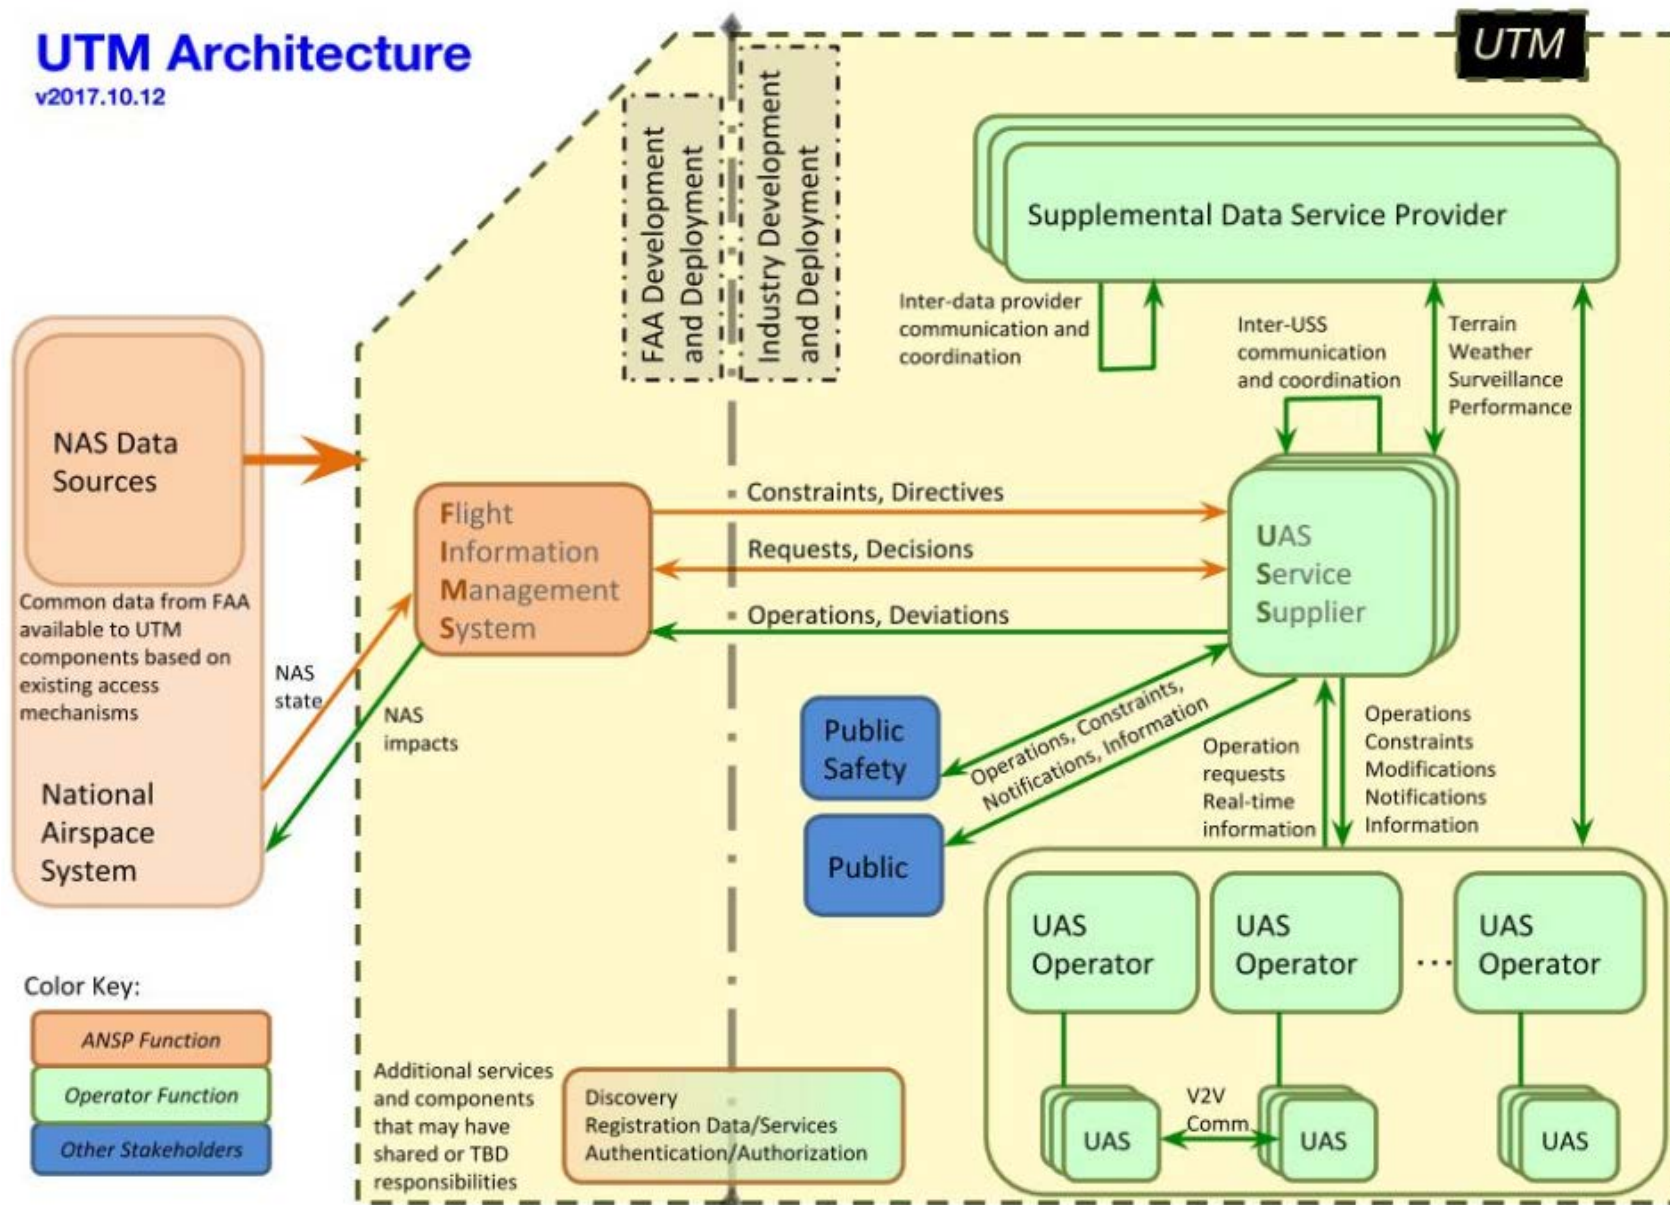 UTM Architecture
v2017.10.12
UTM
FAA Development
and Deployment
Industry Development
and Deployment
Supplemental Data Service Provider
Inter-data provider
communication and
coordination
Inter-USS
communication
and coordination
Terrain
Weather
Surveillance
Performance
NAS Data
Sources
Common data from FAA
available to UTM
components based on
existing access
mechanisms
National
Airspace
System
NAS
state
NAS
impacts
Flight
Information
Management
System
Constraints, Directives
Requests, Decisions
Operations, Deviations
UAS
Service
Supplier
Public
Safety
Public
Operations, Constraints,
Notifications, Information
Operation
requests
Real-time
information
Operations
Constraints
Modifications
Notifications
Information
UAS
Operator
UAS
Operator
...
UAS
Operator
UAS
V2V
Comm.
UAS
UAS
Color Key:
ANSP Function
Operator Function
Other Stakeholders
Additional services
and components
that may have
shared or TBD
responsibilities
Discovery
Registration Data/Services
Authentication/Authorization